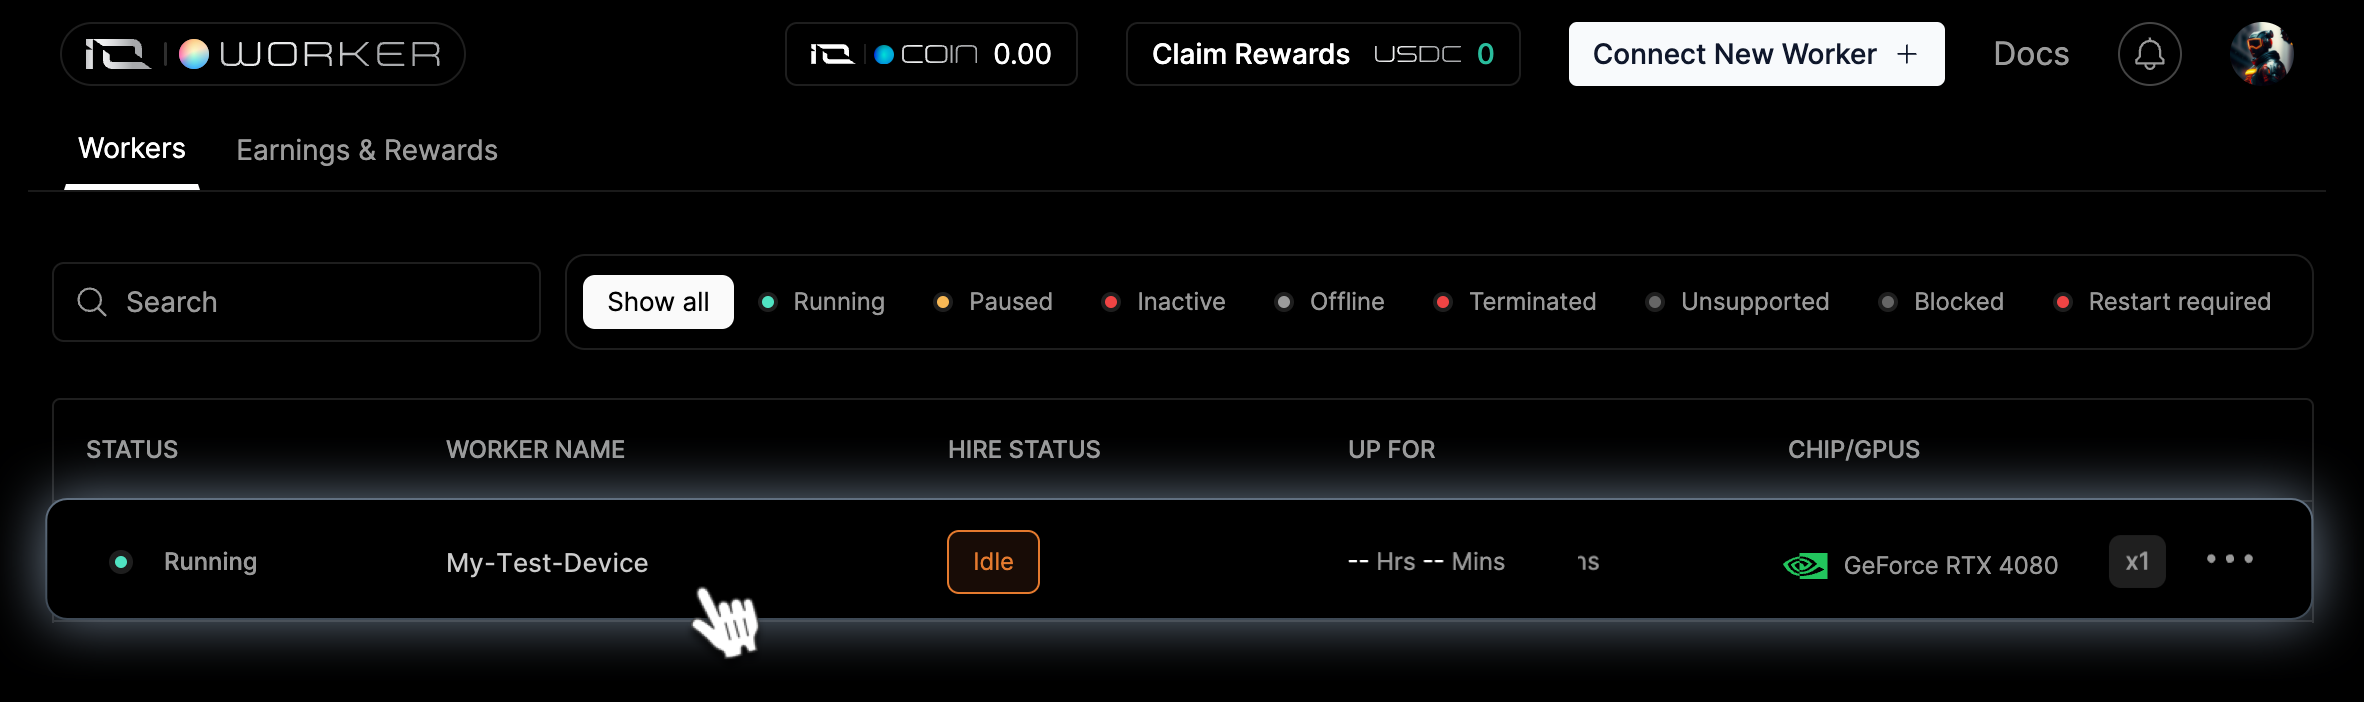 IO WORKER
IO COIN 0.00
Claim Rewards USDC 0
Connect New Worker +
Docs
Workers
Earnings & Rewards
Search
Show all
Running
Paused
Inactive
Offline
Terminated
Unsupported
Blocked
Restart required
STATUS
WORKER NAME
HIRE STATUS
UP FOR
CHIP/GPUS
Running
My-Test-Device
Idle
-- Hrs -- Mins
GeForce RTX 4080
x1